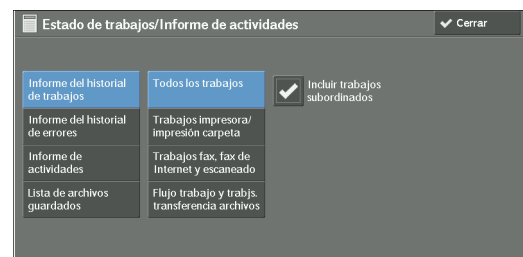 Estado de trabajos/Informe de actividades
Cerrar
Informe del historial
de trabajos
Todos los trabajos
Incluir trabajos
subordinados
Informe del historial
de errores
Trabajos impresora/
impresión carpeta
Informe de
actividades
Trabajos fax, fax de
Internet y escaneado
Lista de archivos
guardados
Flujo trabajo y trabjs.
transferencia archivos